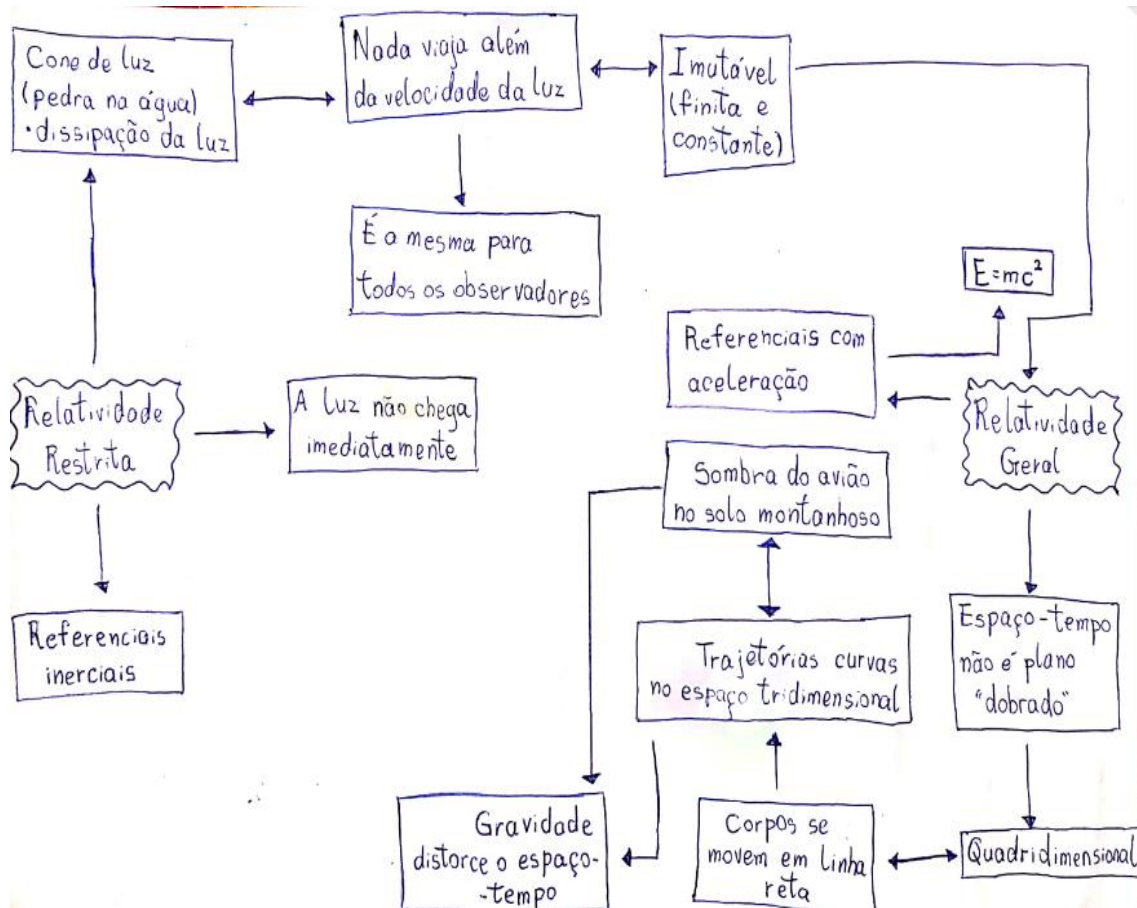 Cone de luz
(pedra na água)
·dissipação da luz
Nada viaja além
da velocidade da luz
Imutável
(finita e
constante)
É a mesma para
todos os observadores
E=mc²
Referenciais com
aceleração
Relatividade
Restrita
A luz não chega
imediatamente
Relatividade
Geral
Sombra do avião
no solo montanhoso
Referenciais
inerciais
Trajetórias curvas
no espaço tridimensional
Espaço-tempo
não é plano
"dobrado"
Gravidade
distorce o espaço-
-tempo
Corpos se
movem em linha
reta
Quadridimensional